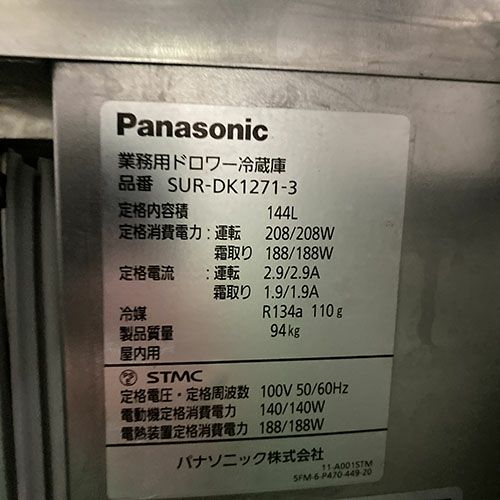 Panasonic
業務用ドロワー冷蔵庫
品番 SUR-DK1271-3
定格内容積 144L
定格消費電力：運転 208/208W
霜取り 188/188W
定格電流 ：運転 2.9/2.9A
霜取り 1.9/1.9A
冷媒 R134a 110g
製品質量 94kg
屋内用
STMC
定格電圧・定格周波数 100V 50/60Hz
電動機定格消費電力 140/140W
電熱装置定格消費電力 188/188W
パナソニック株式会社
11-A001STM
5FM-6-P470-449-20